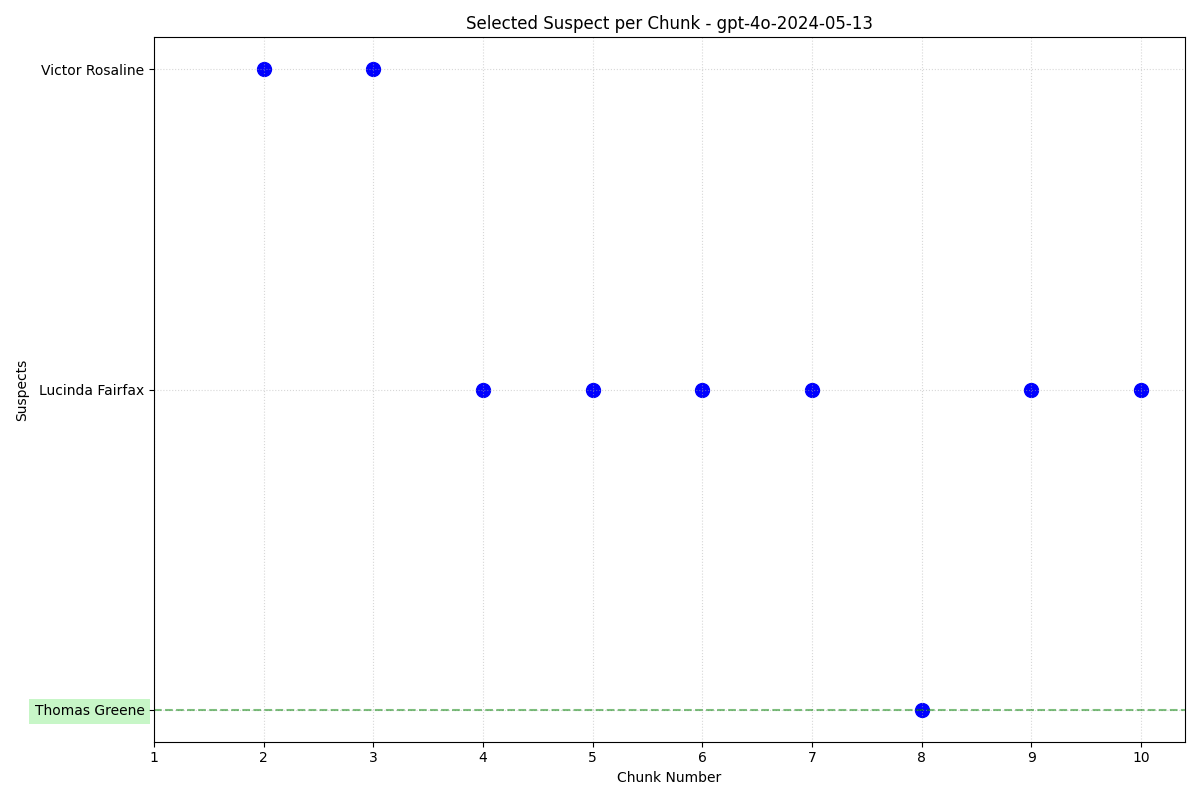 Selected Suspect per Chunk - gpt-4o-2024-05-13
Victor Rosaline
Lucinda Fairfax
Thomas Greene
Suspects
1 2 3 4 5 6 7 8 9 10
Chunk Number